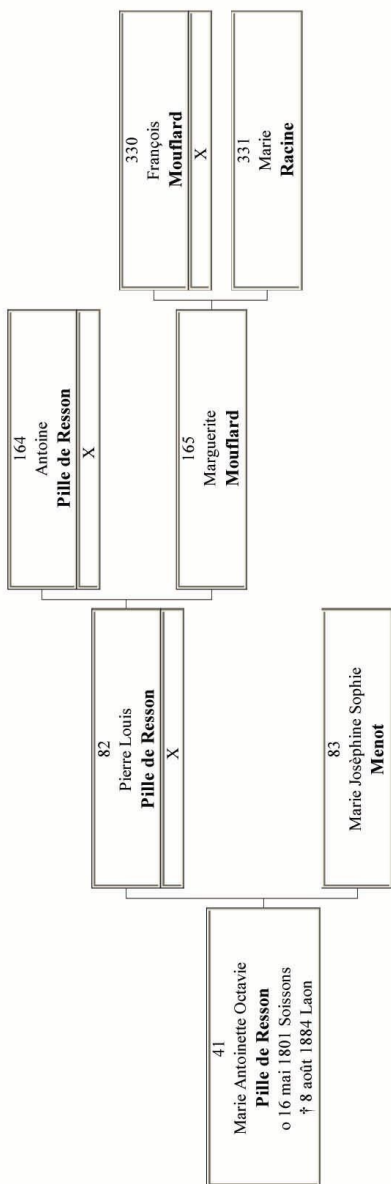 41
Marie Antoinette Octavie
Pille de Resson
o 16 mai 1801 Soissons
† 8 août 1884 Laon
82
Pierre Louis
Pille de Resson
X
83
Marie Josèphine Sophie
Menot
164
Antoine
Pille de Resson
X
165
Marguerite
Mouflard
330
François
Mouflard
X
331
Marie
Racine